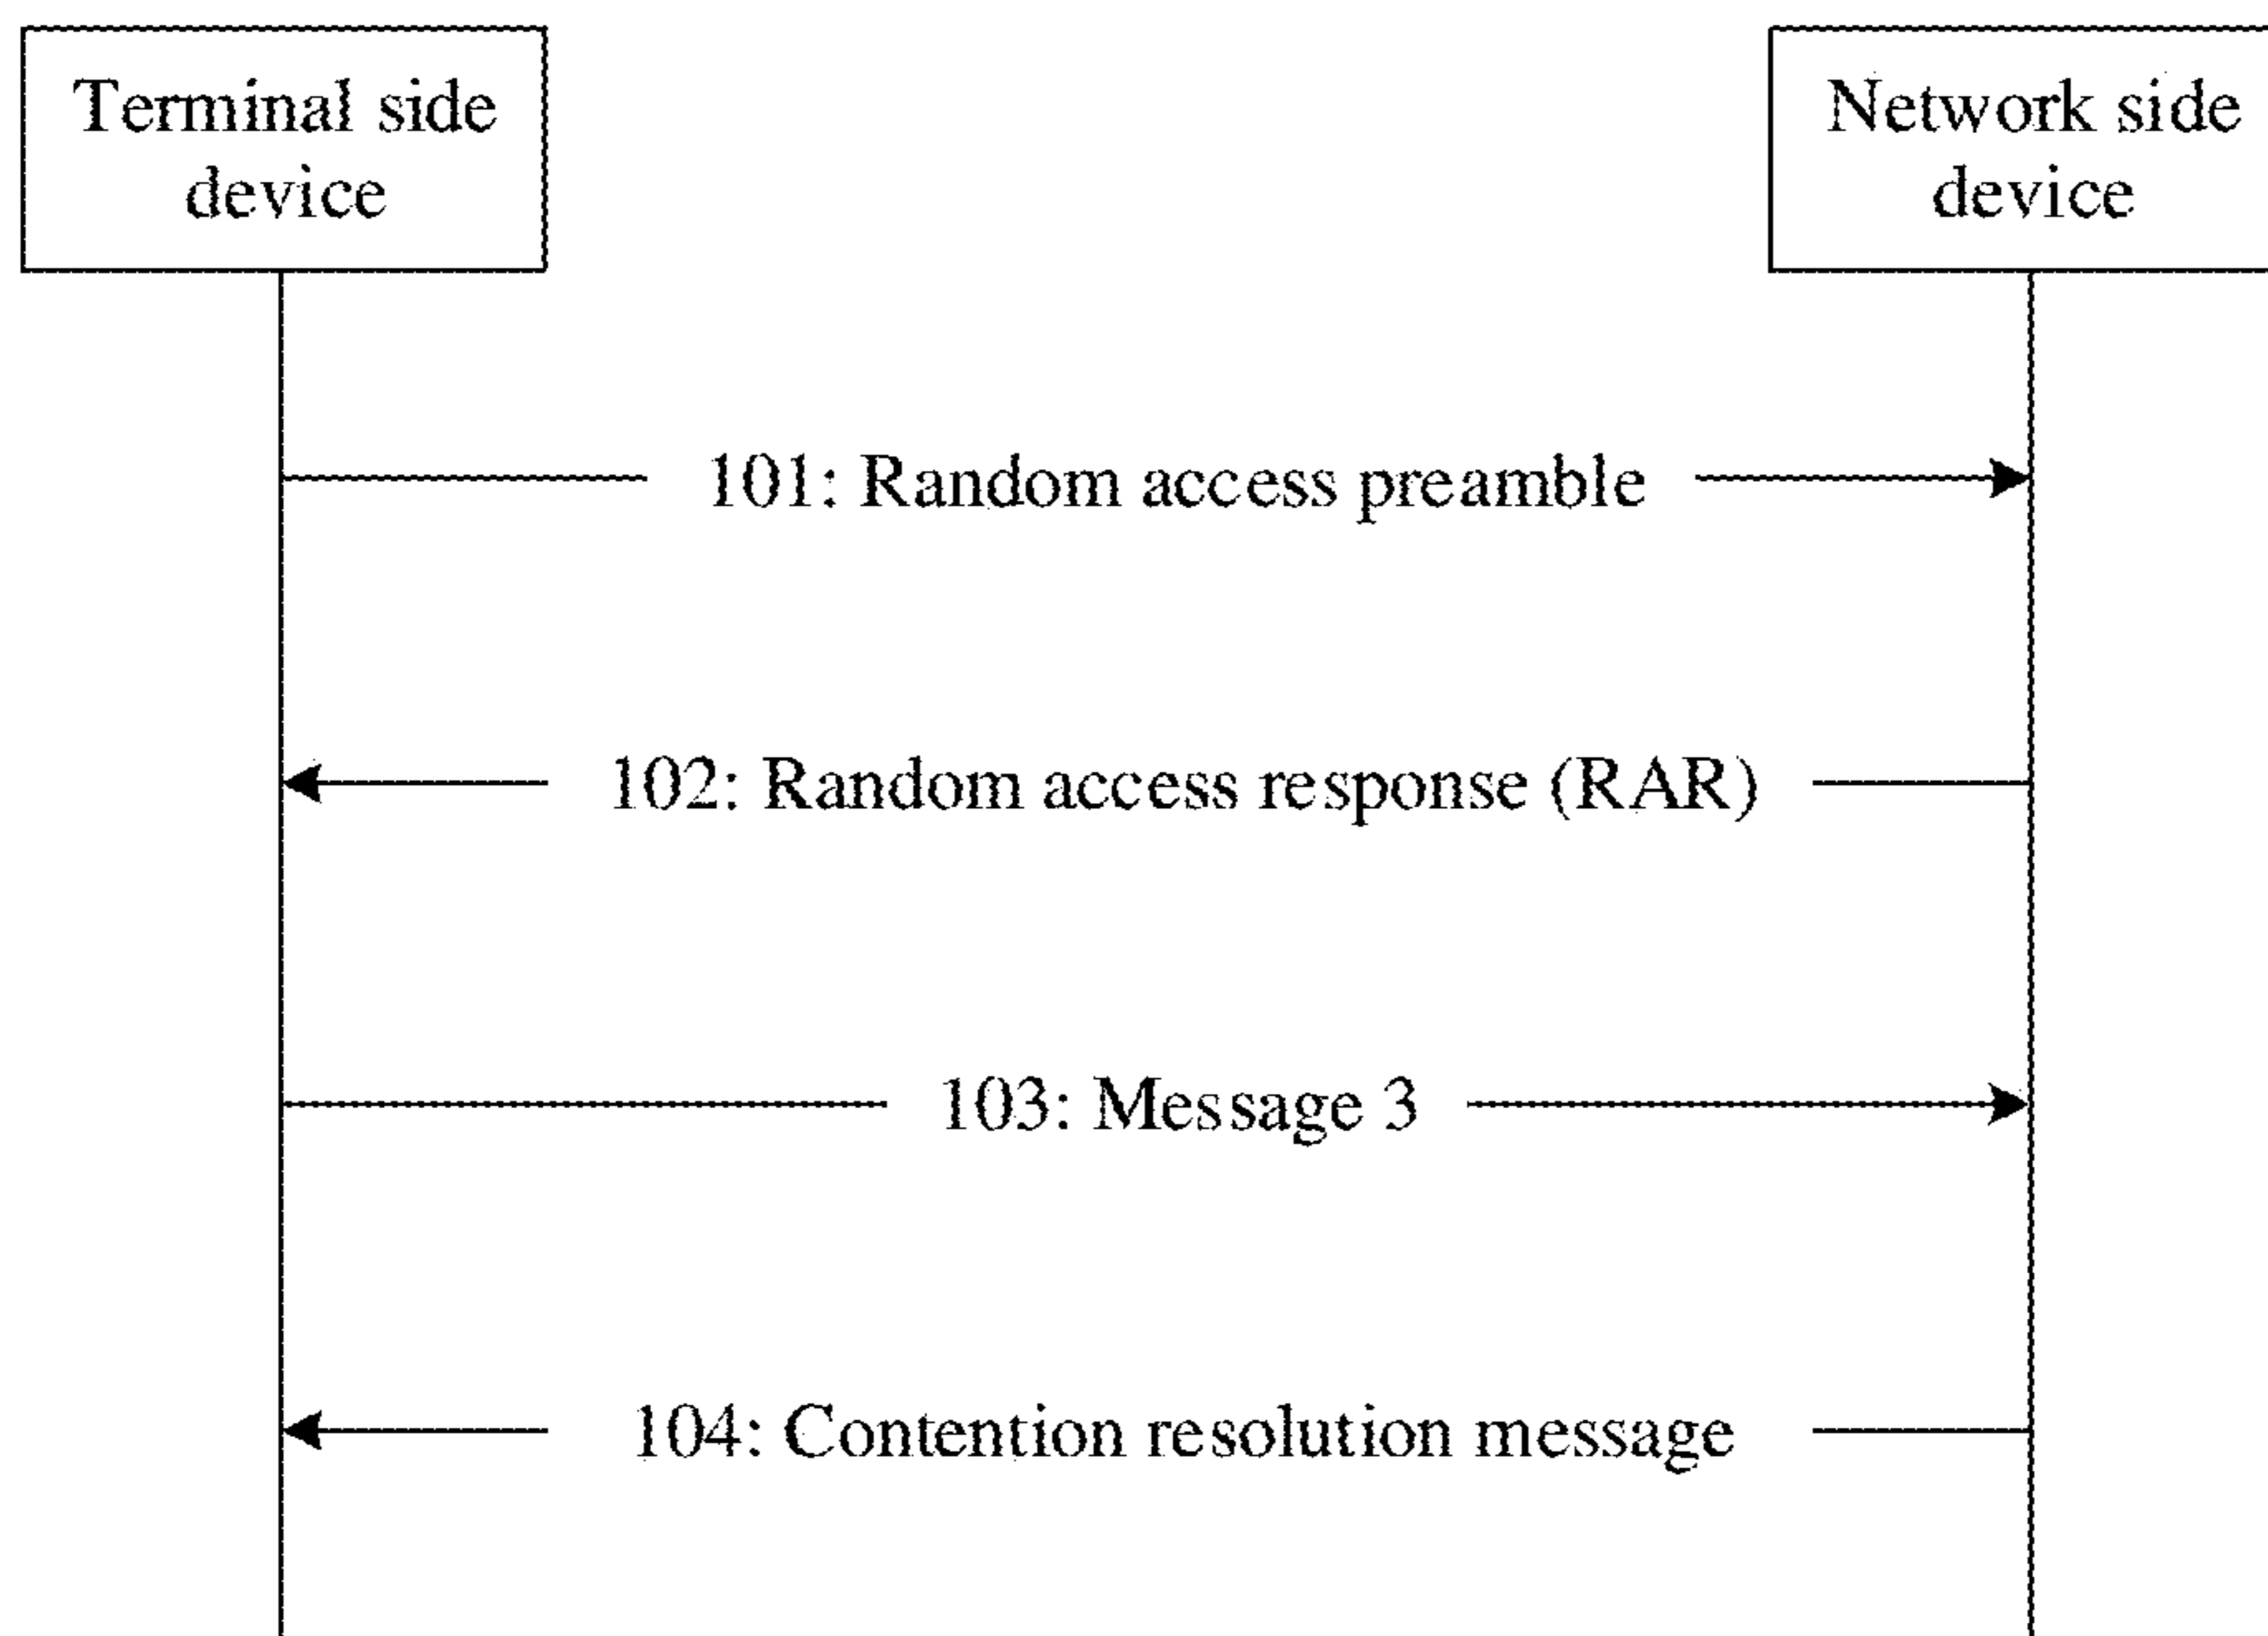 Terminal side
device
Network side
device
101: Random access preamble
102: Random access response (RAR)
103: Message 3
104: Contention resolution message